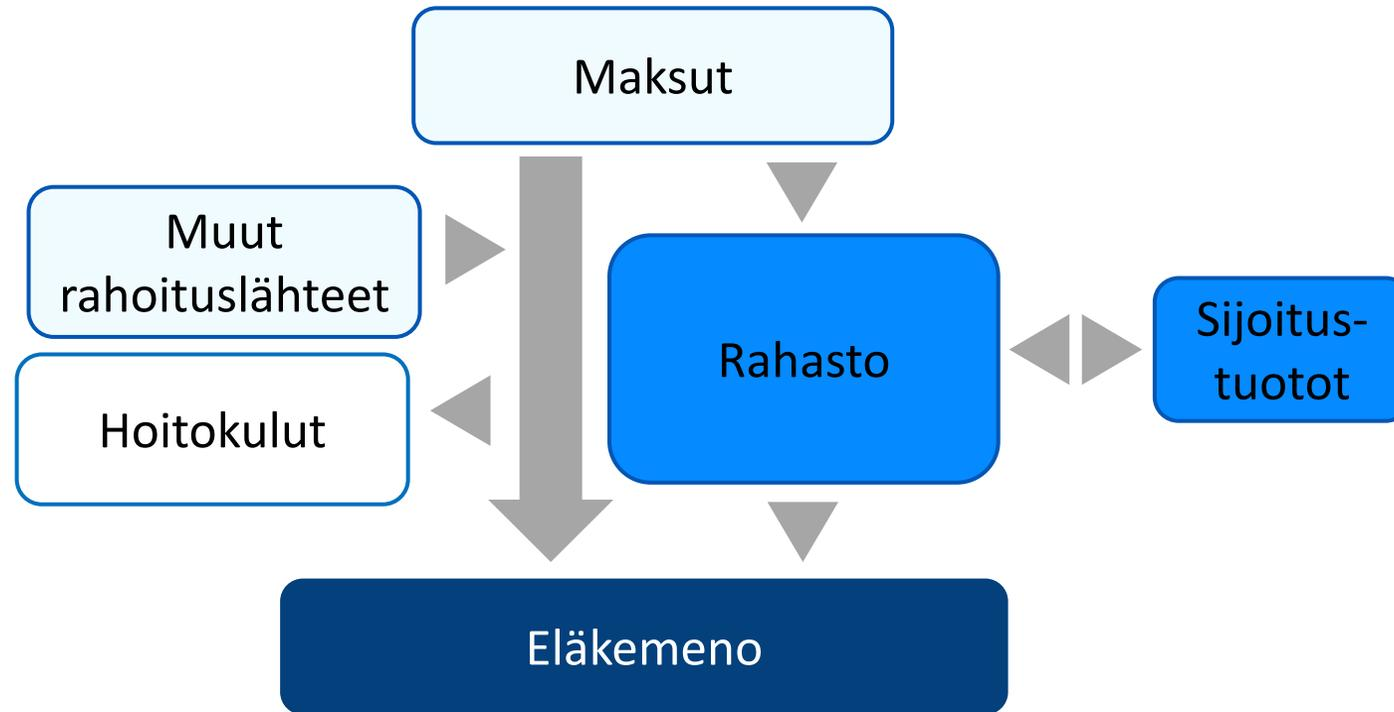 Maksut
Muut
rahoituslähteet
Hoitokulut
Rahasto
Sijoitus-
tuotot
Eläkemeno